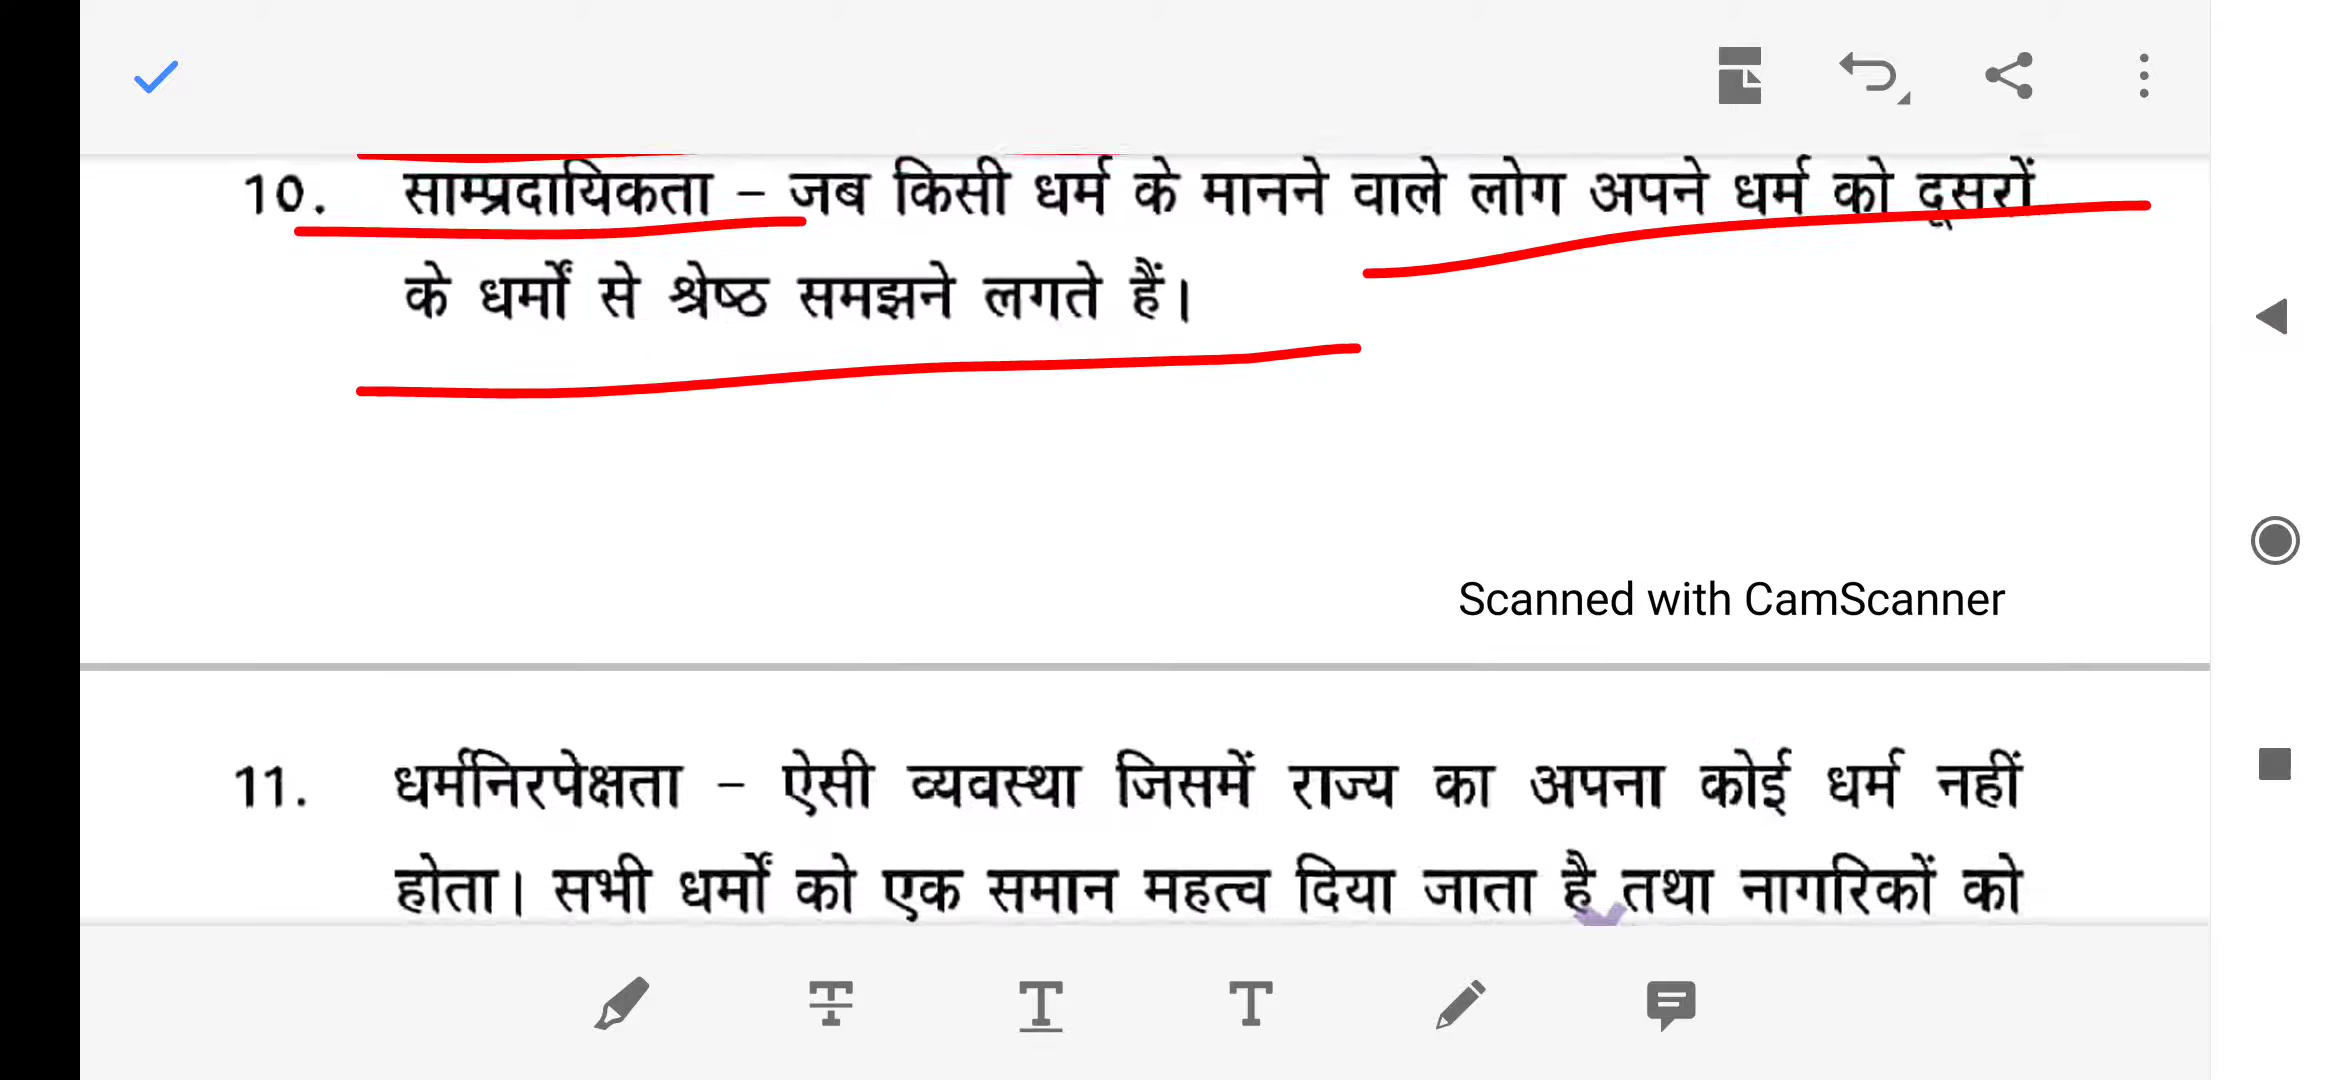 10. साम्प्रदायिकता – जब किसी धर्म के मानने वाले लोग अपने धर्म को दूसरों
के धर्मों से श्रेष्ठ समझने लगते हैं।
Scanned with CamScanner
11. धर्मनिरपेक्षता – ऐसी व्यवस्था जिसमें राज्य का अपना कोई धर्म नहीं
होता। सभी धर्मों को एक समान महत्व दिया जाता है तथा नागरिकों को